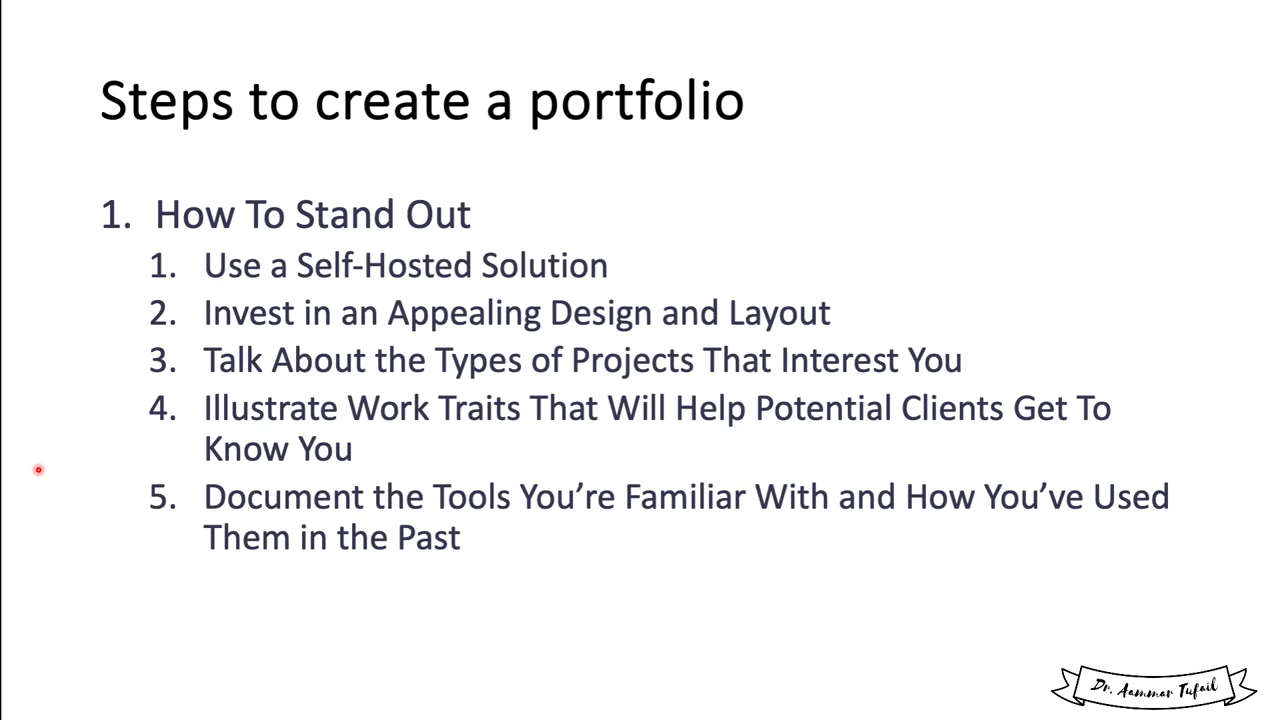 Steps to create a portfolio
1. How To Stand Out
1. Use a Self-Hosted Solution
2. Invest in an Appealing Design and Layout
3. Talk About the Types of Projects That Interest You
4. Illustrate Work Traits That Will Help Potential Clients Get To
Know You
5. Document the Tools You’re Familiar With and How You’ve Used
Them in the Past
Dr. Aammar Tufail